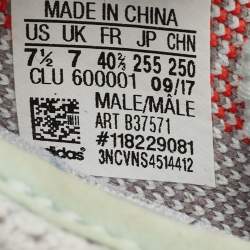 MADE IN CHINA
US UK FR JP CHN
7½ 7 40⅔ 255 250
CLU 600001 09/17
MALE/MÂLE
ART B37571
#118229081
adidas 3NCVNS4514412